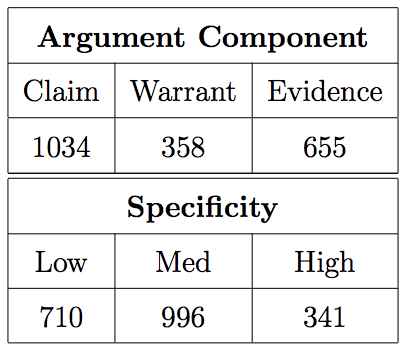 Argument Component
Claim Warrant Evidence
1034 358 655
Specificity
Low Med High
710 996 341